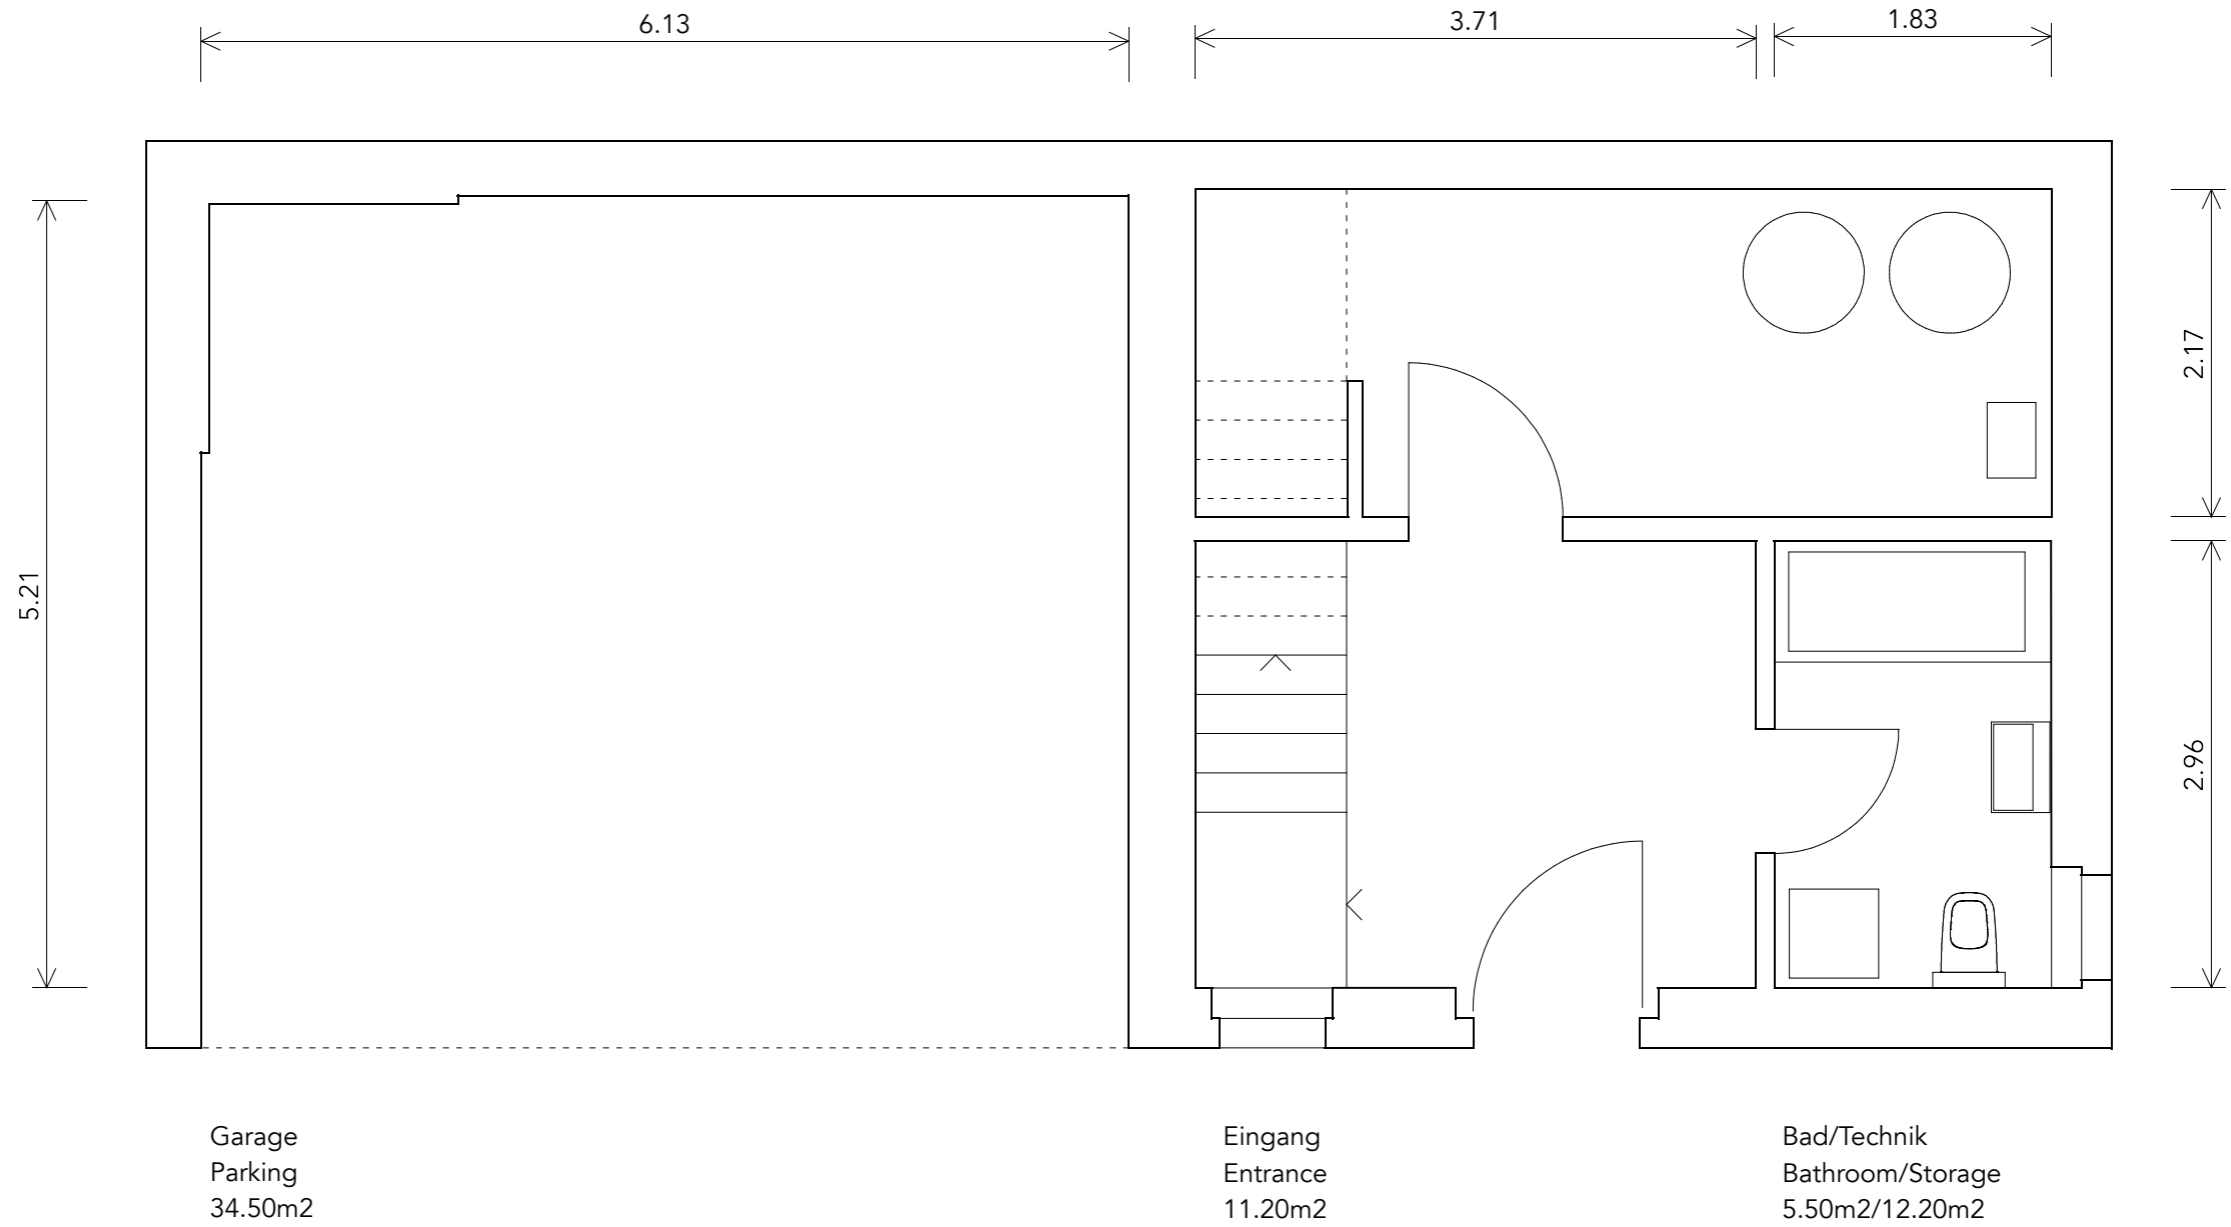 6.13
3.71
1.83
5.21
2.17
2.96
Garage
Parking
34.50m2
Eingang
Entrance
11.20m2
Bad/Technik
Bathroom/Storage
5.50m2/12.20m2